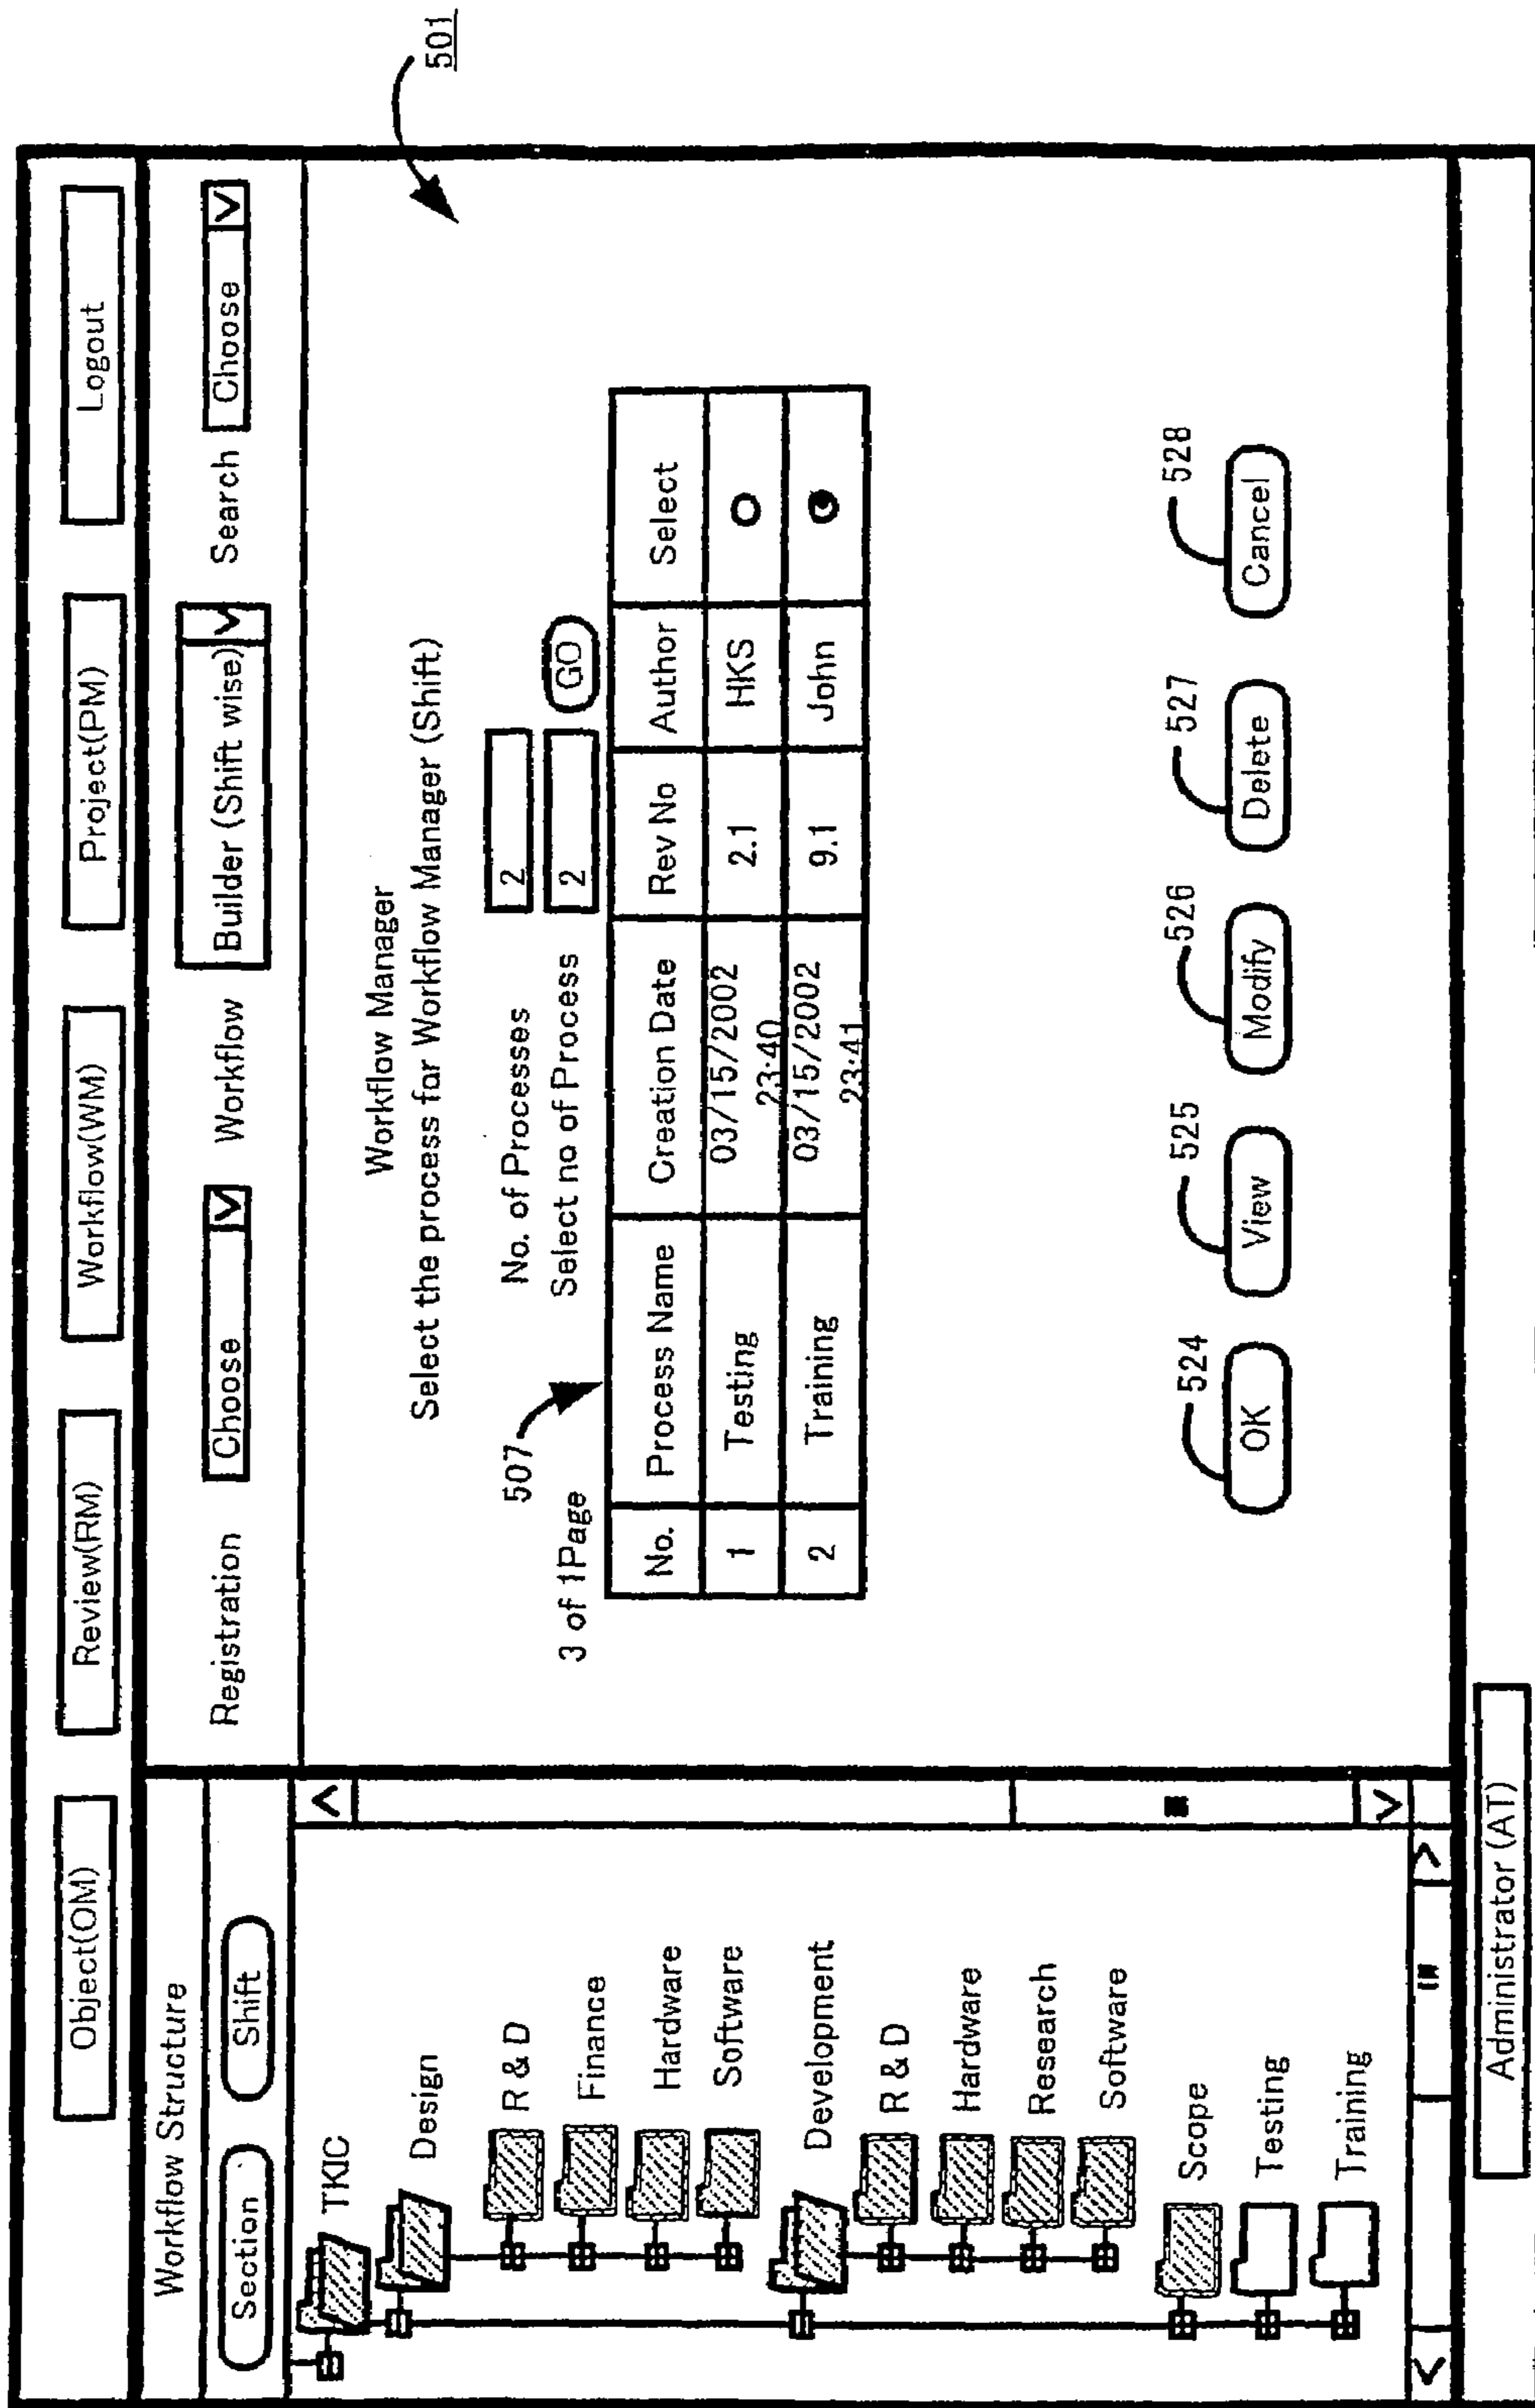 501
Object(OM) Review(RM) Workflow(WM) Project(PM) Logout
Workflow Structure
Section Shift
Registration Choose Workflow Builder (Shift wise) Search Choose
TKIC
Design
R & D
Finance
Hardware
Software
Development
R & D
Hardware
Research
Software
Scope
Testing
Training
Workflow Manager
Select the process for Workflow Manager (Shift)
No. of Processes 2
Select no of Process 2 GO
507
3 of 1Page
No. Process Name Creation Date Rev No Author Select
1 Testing 03/15/2002 23:40 2.1 HKS
2 Training 03/15/2002 23:41 9.1 John
524 525 526 527 528
OK View Modify Delete Cancel
Administrator (AT)